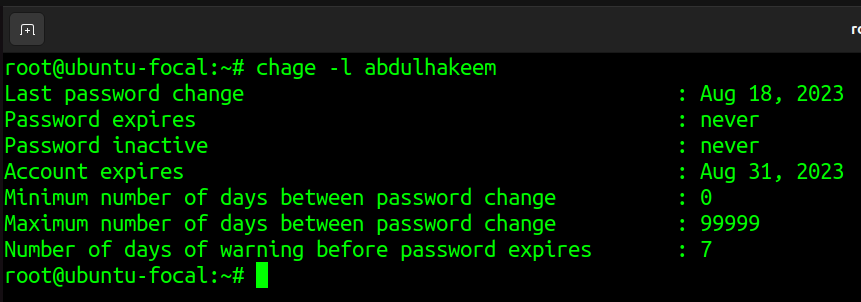 ro
root@ubuntu-focal:~# chage -l abdulhakeem
Last password change : Aug 18, 2023
Password expires : never
Password inactive : never
Account expires : Aug 31, 2023
Minimum number of days between password change : 0
Maximum number of days between password change : 99999
Number of days of warning before password expires : 7
root@ubuntu-focal:~#